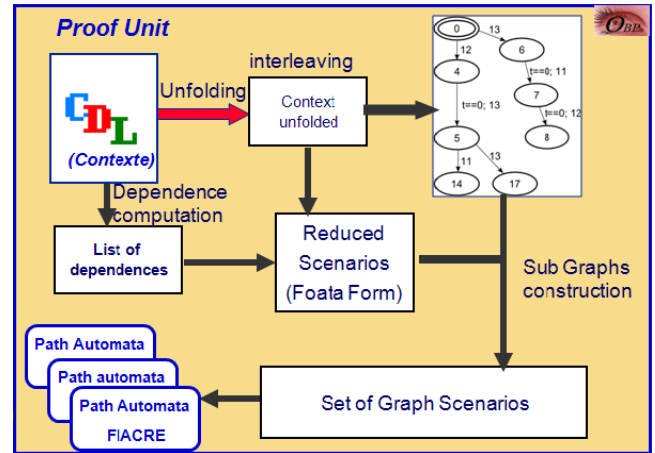 Proof Unit
OBP
CDL
(Contexte)
Unfolding
interleaving
Context
unfolded
0
13
12
6
4
t==0; 11
7
t==0; 13
t==0; 12
5
8
11
13
14
17
Dependence
computation
List of
dependences
Reduced
Scenarios
(Foata Form)
Sub Graphs
construction
Path Automata
Path automata
Path Automata
FIACRE
Set of Graph Scenarios